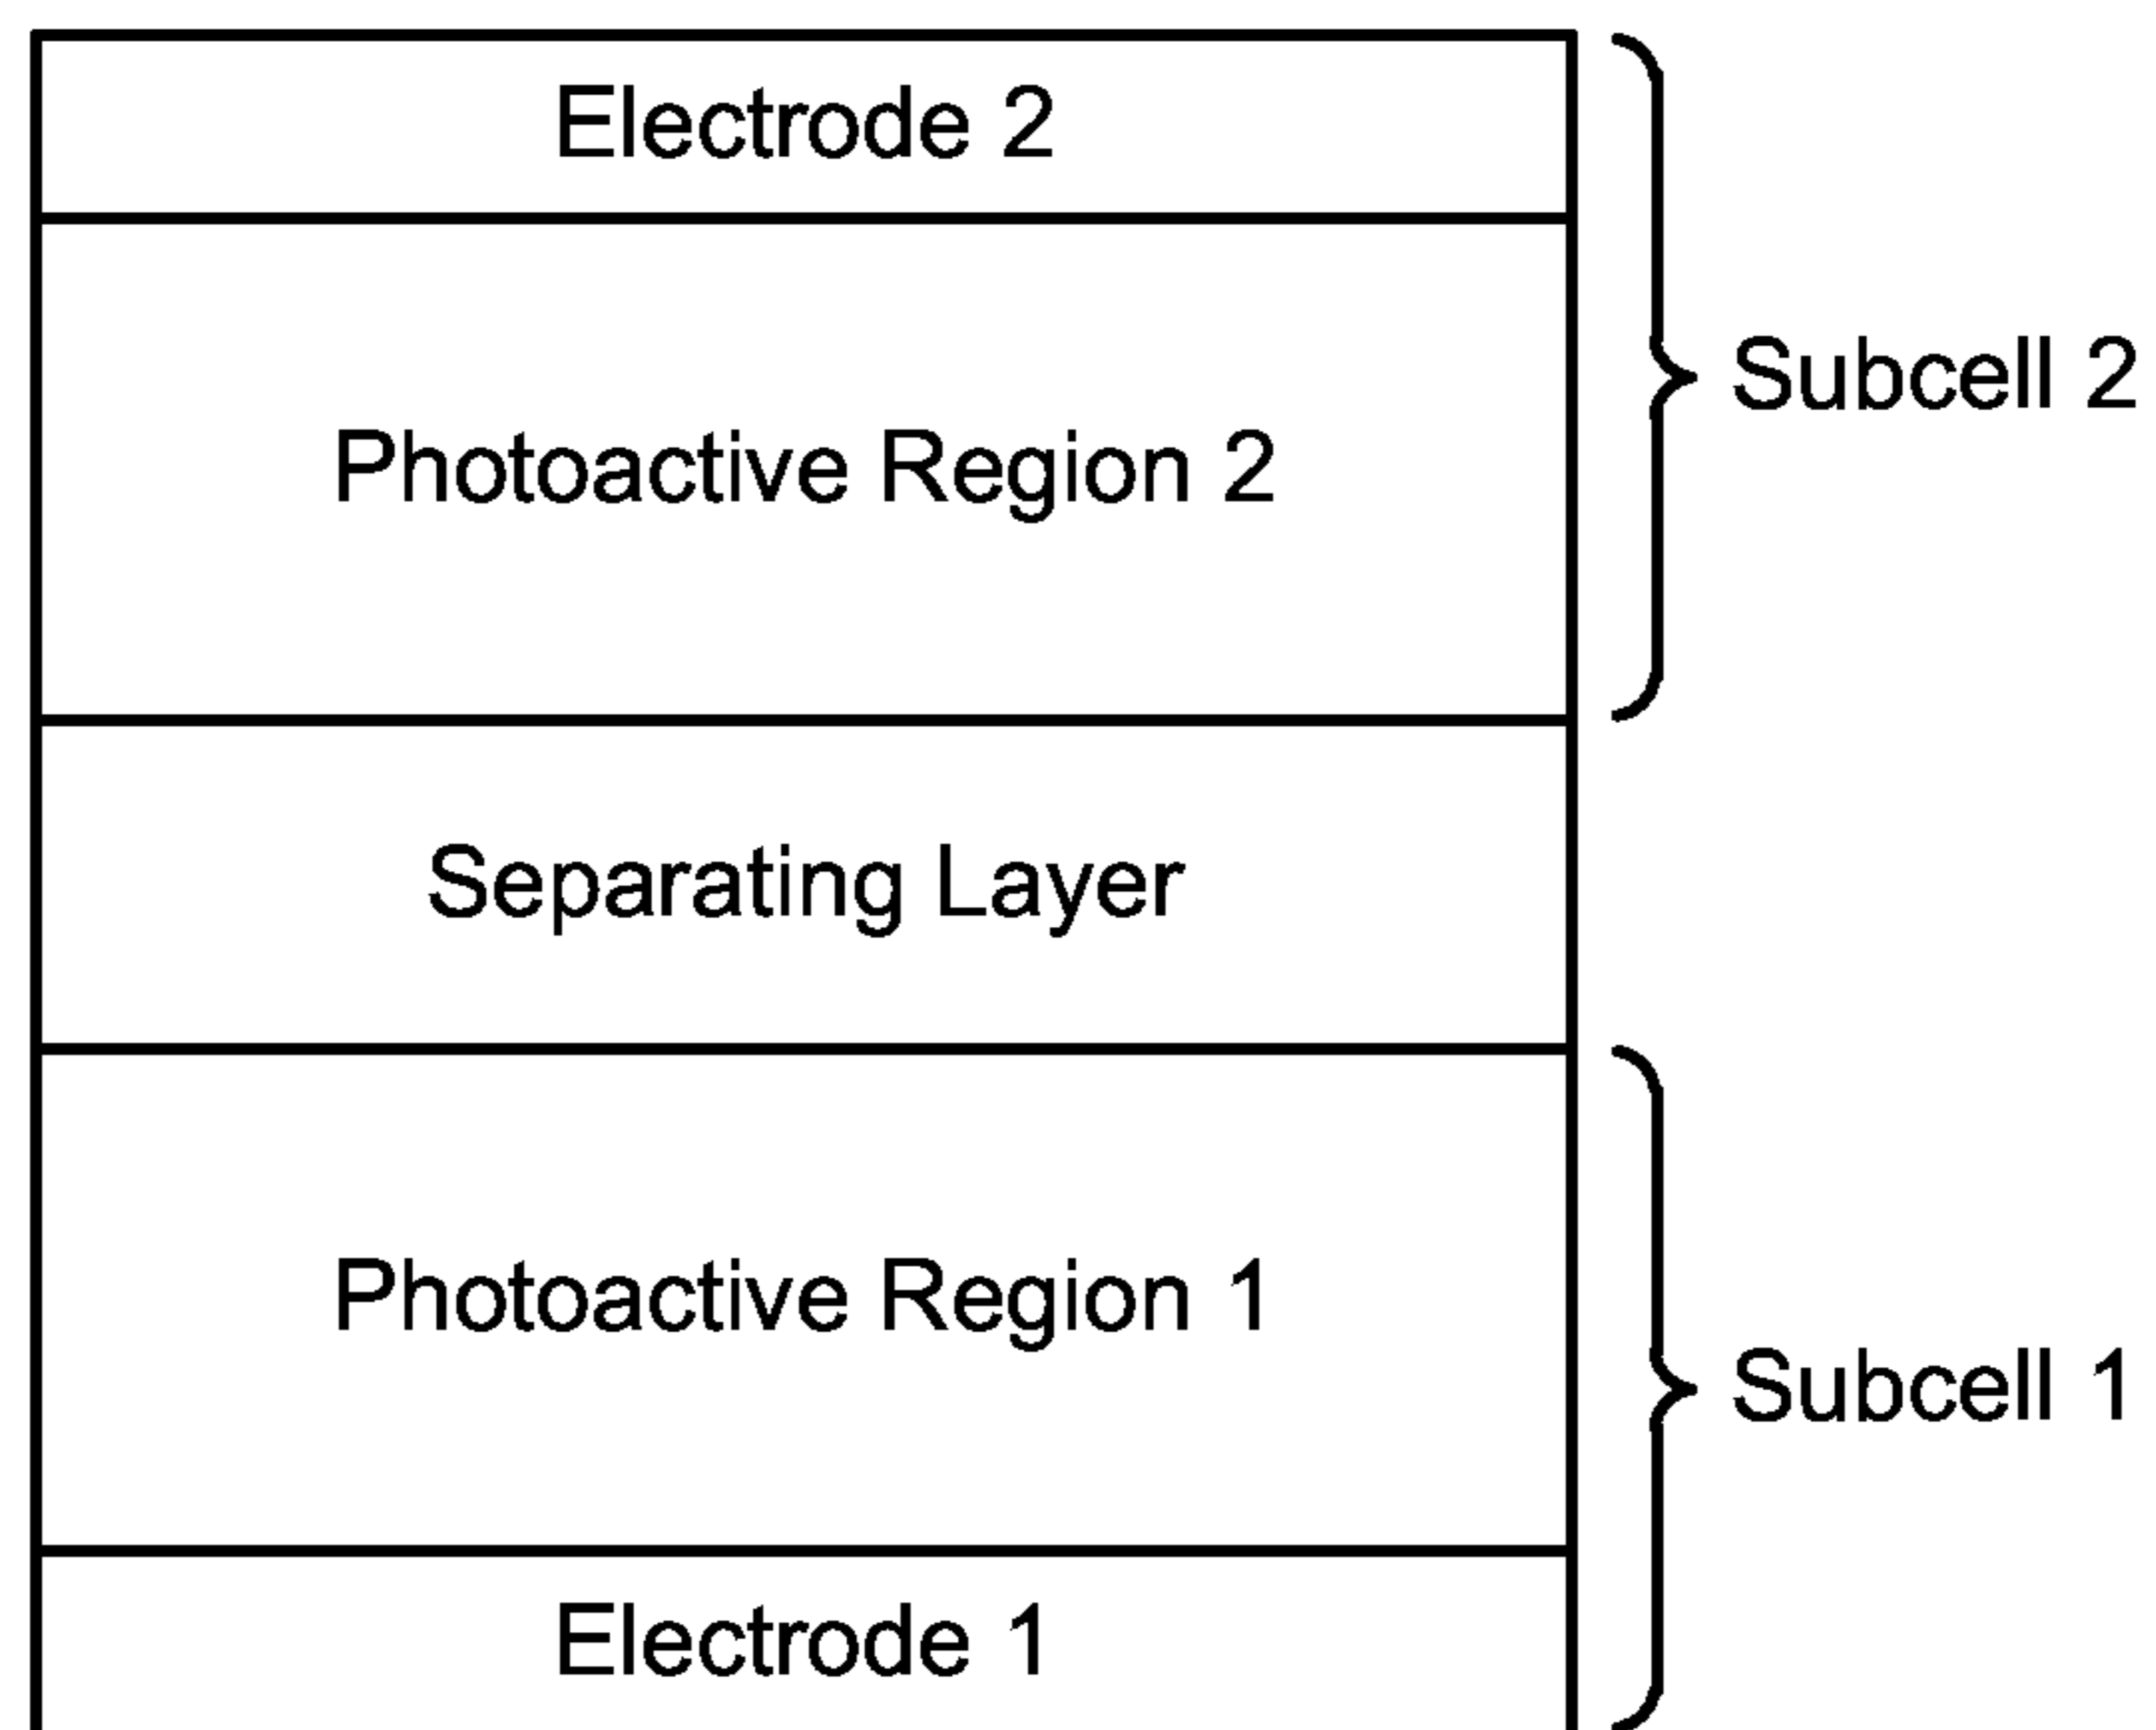 Electrode 2
Photoactive Region 2
Subcell 2
Separating Layer
Photoactive Region 1
Subcell 1
Electrode 1